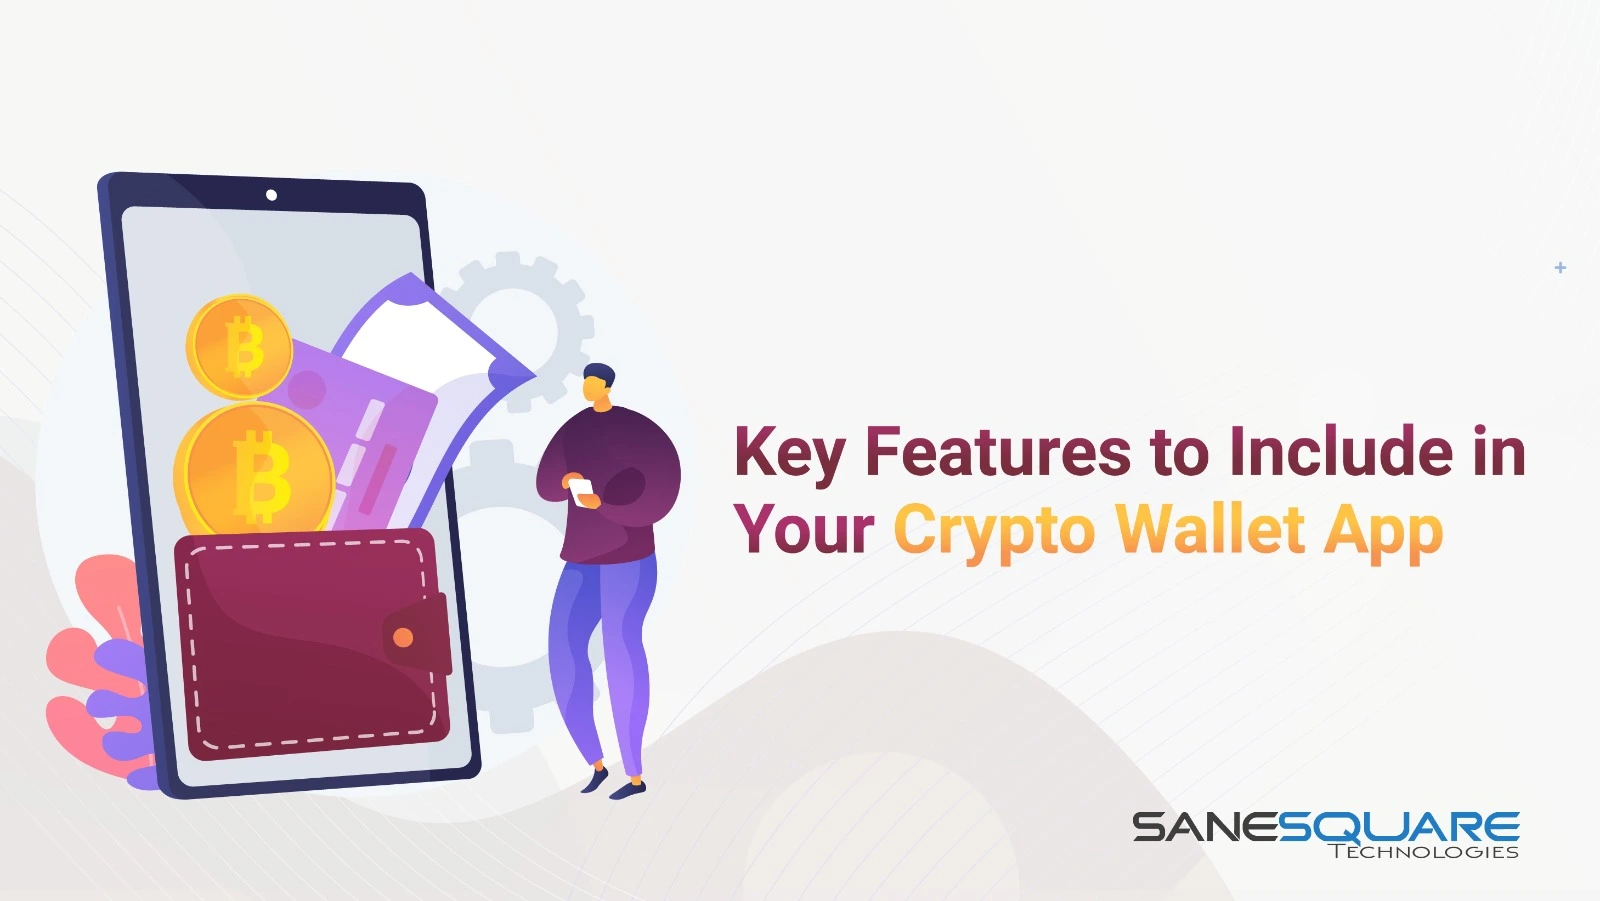 Key Features to Include in
Your Crypto Wallet App
SANESQUARE
TECHNOLOGIES